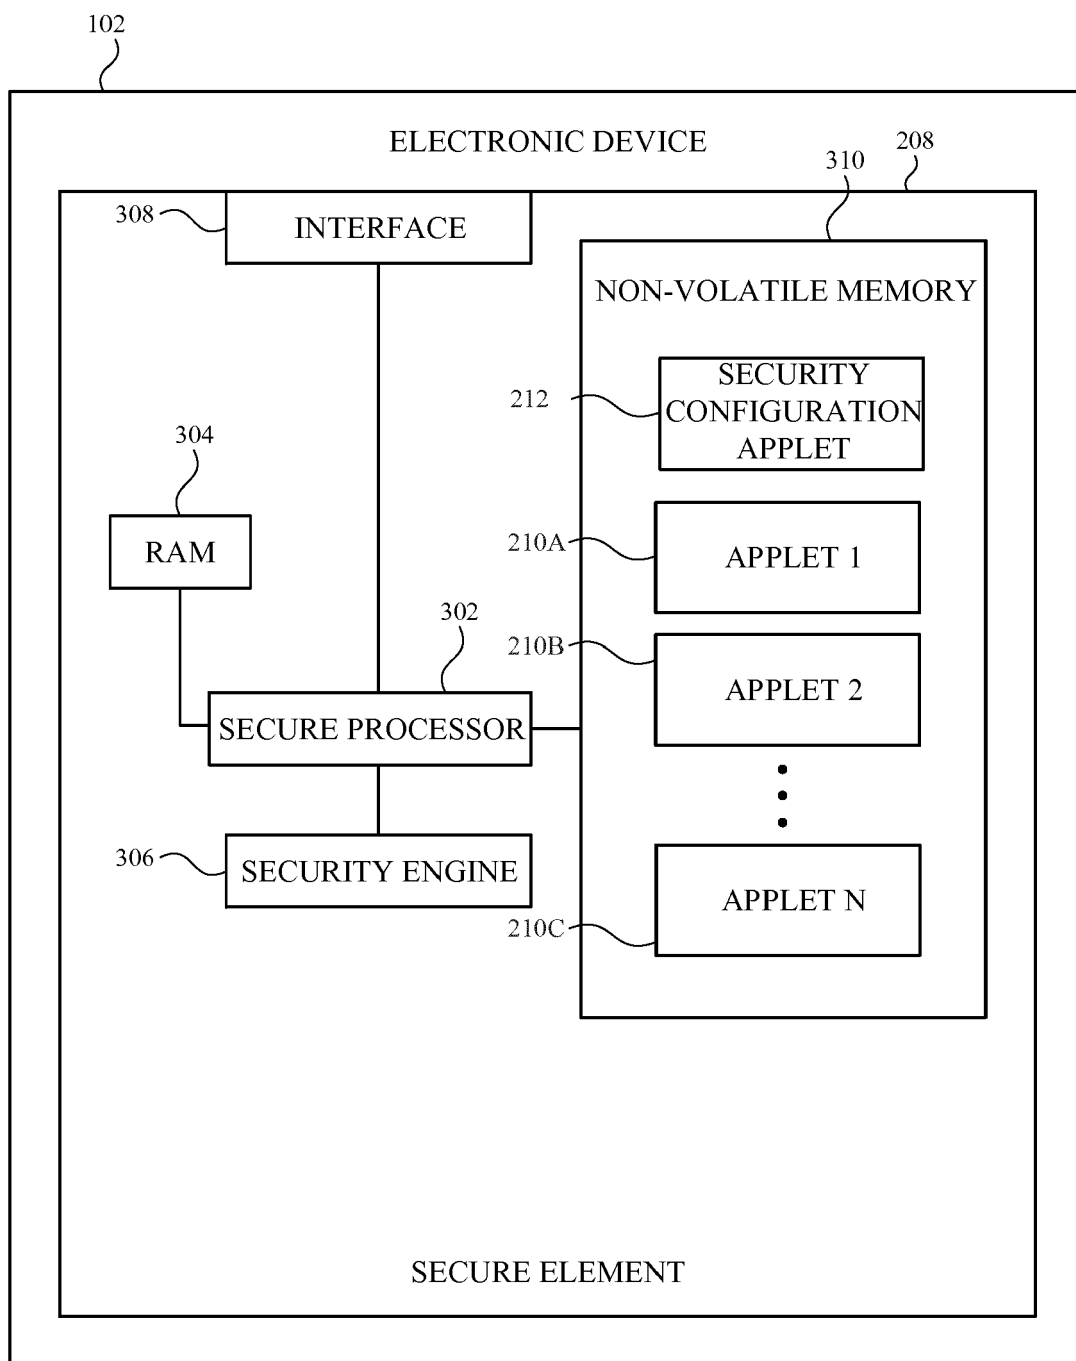 102
ELECTRONIC DEVICE
208
310
308
INTERFACE
NON-VOLATILE MEMORY
212
SECURITY
CONFIGURATION
APPLET
304
RAM
210A
APPLET 1
302
210B
APPLET 2
SECURE PROCESSOR
306
SECURITY ENGINE
APPLET N
210C
SECURE ELEMENT